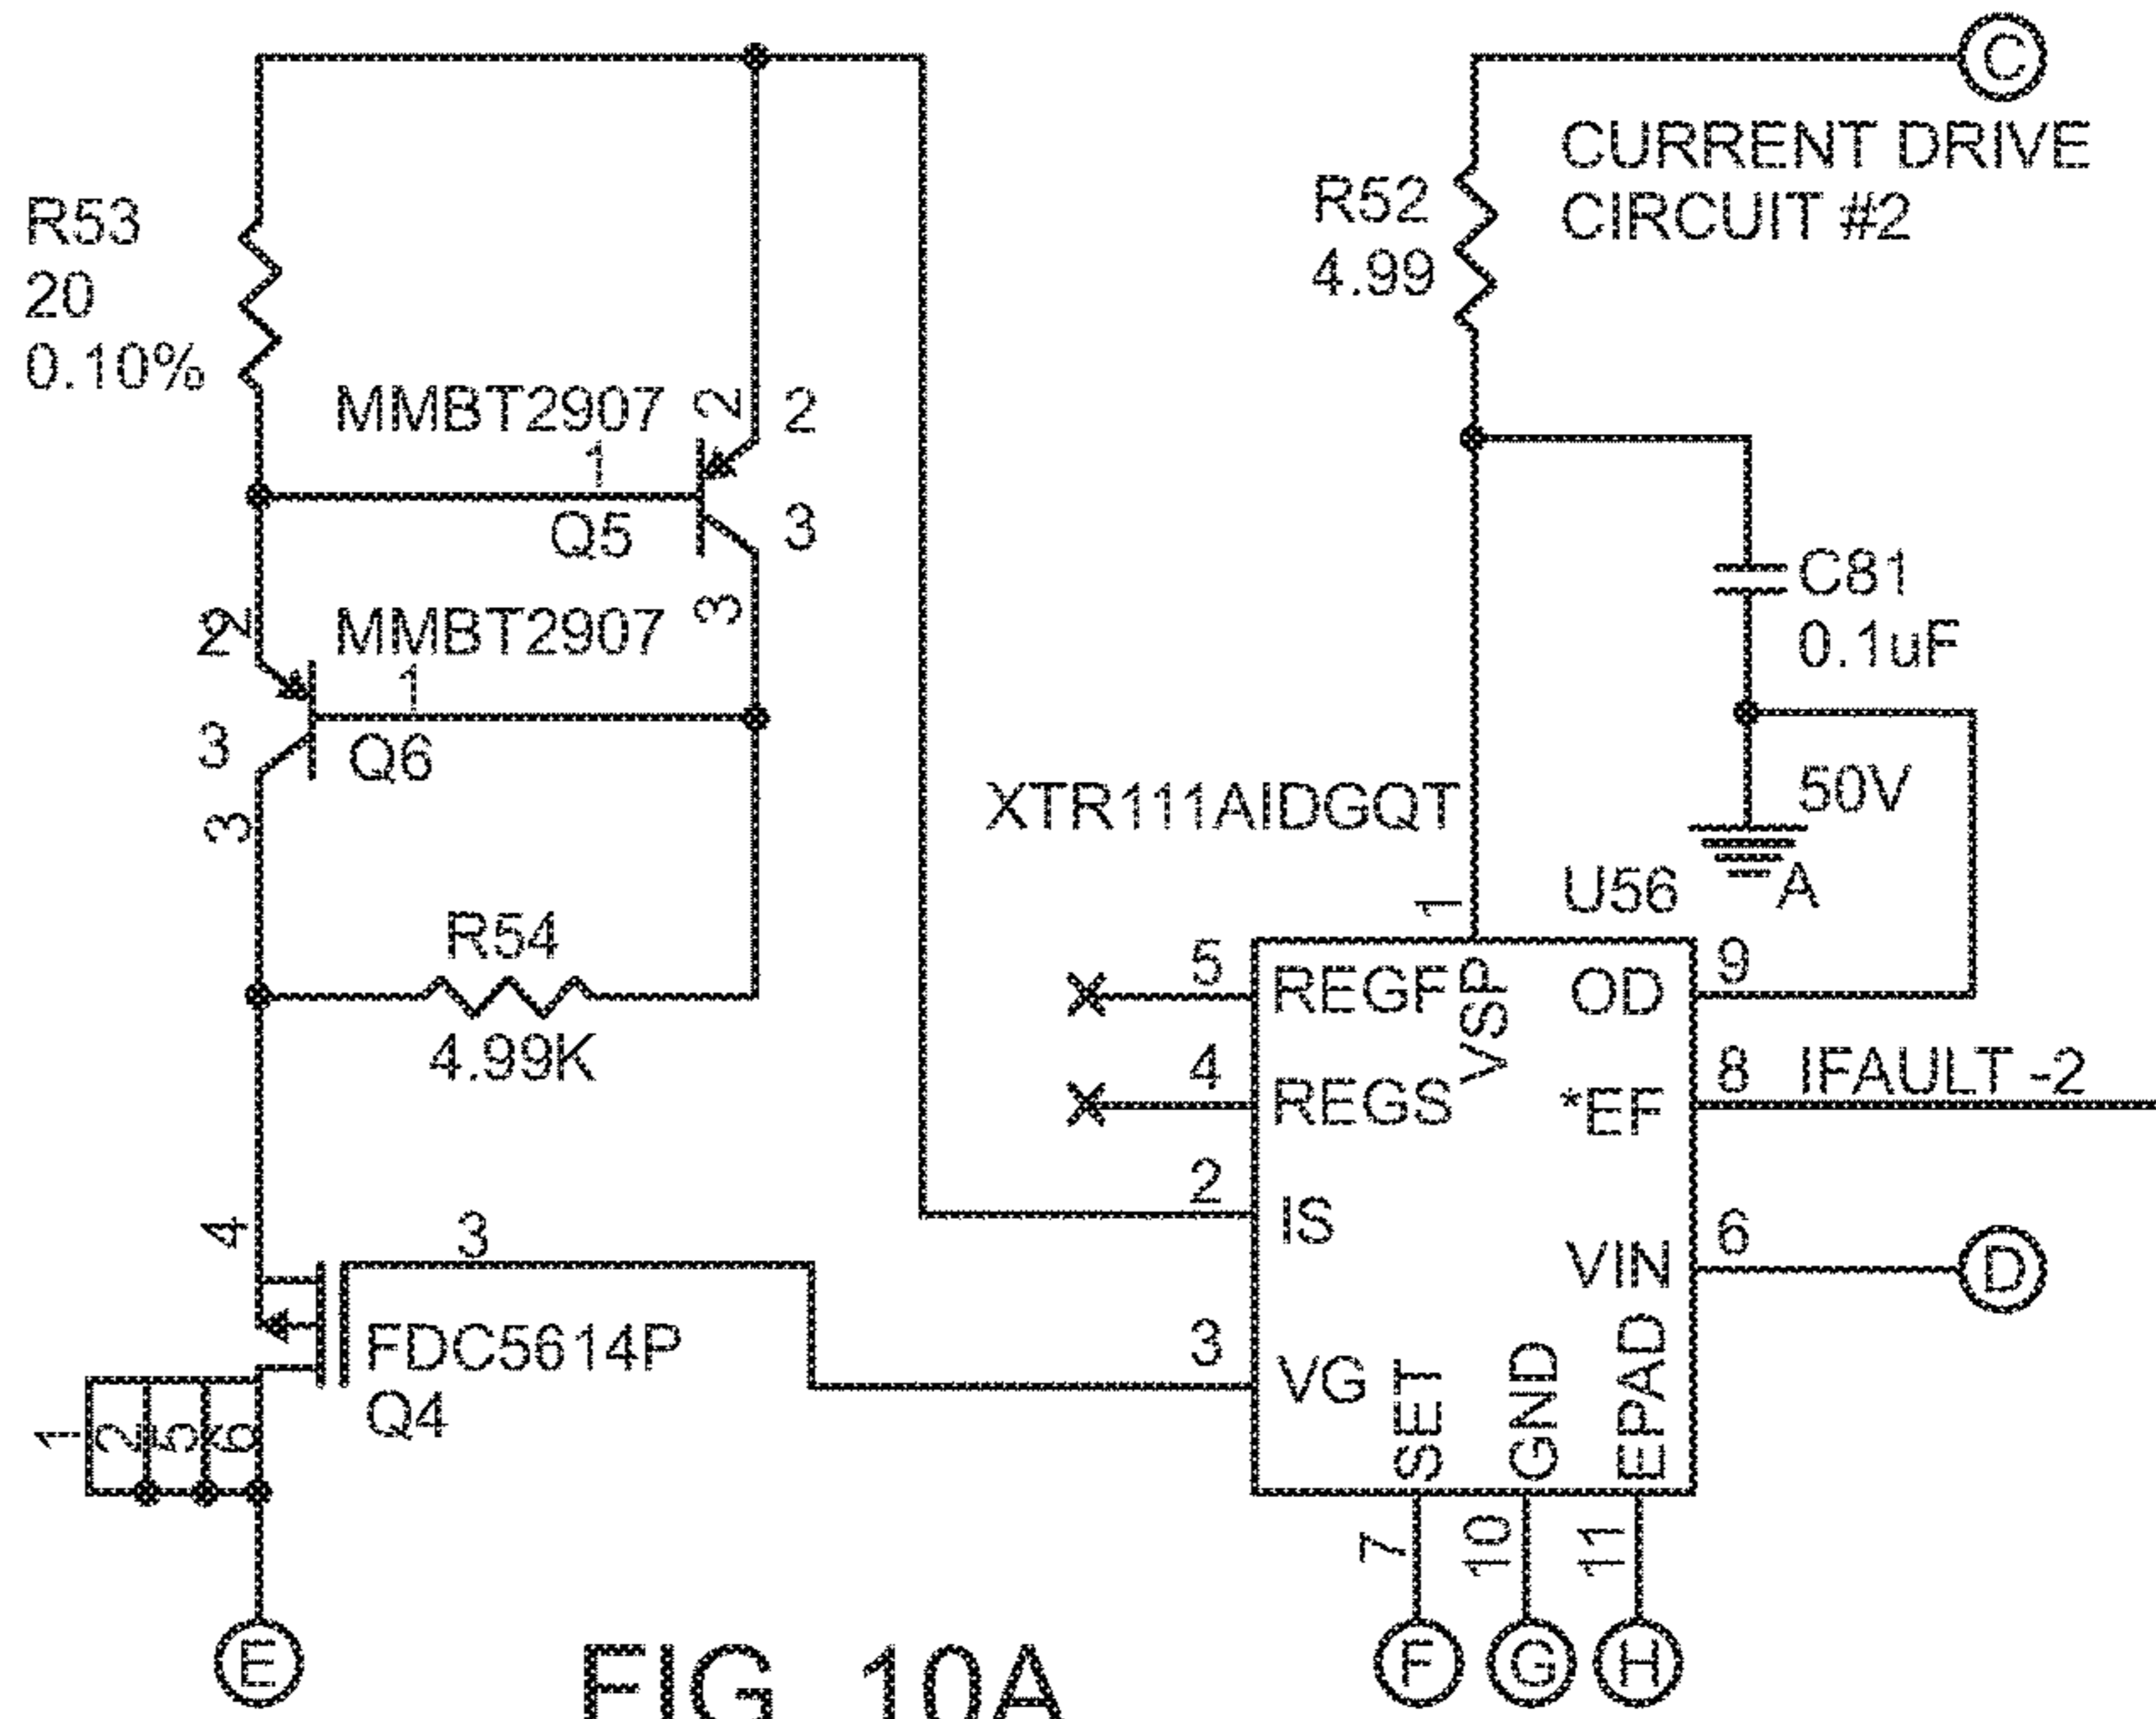 C
CURRENT DRIVE
CIRCUIT #2
R53
20
0.10%
R52
4.99
MMBT2907
2
2
1
Q5
3
3
C81
0.1uF
50V
A
2
2
MMBT2907
1
Q6
3
3
XTR111AIDGQT
U56
1
R54
4.99K
5
REGF
VSP
OD
9
4
REGS
*EF
8
IFAULT -2
2
IS
VIN
6
D
4
3
FDC5614P
Q4
3
VG
SET
GND
EPAD
1
2
5
6
7
10
11
E
F
G
H
FIG. 10A